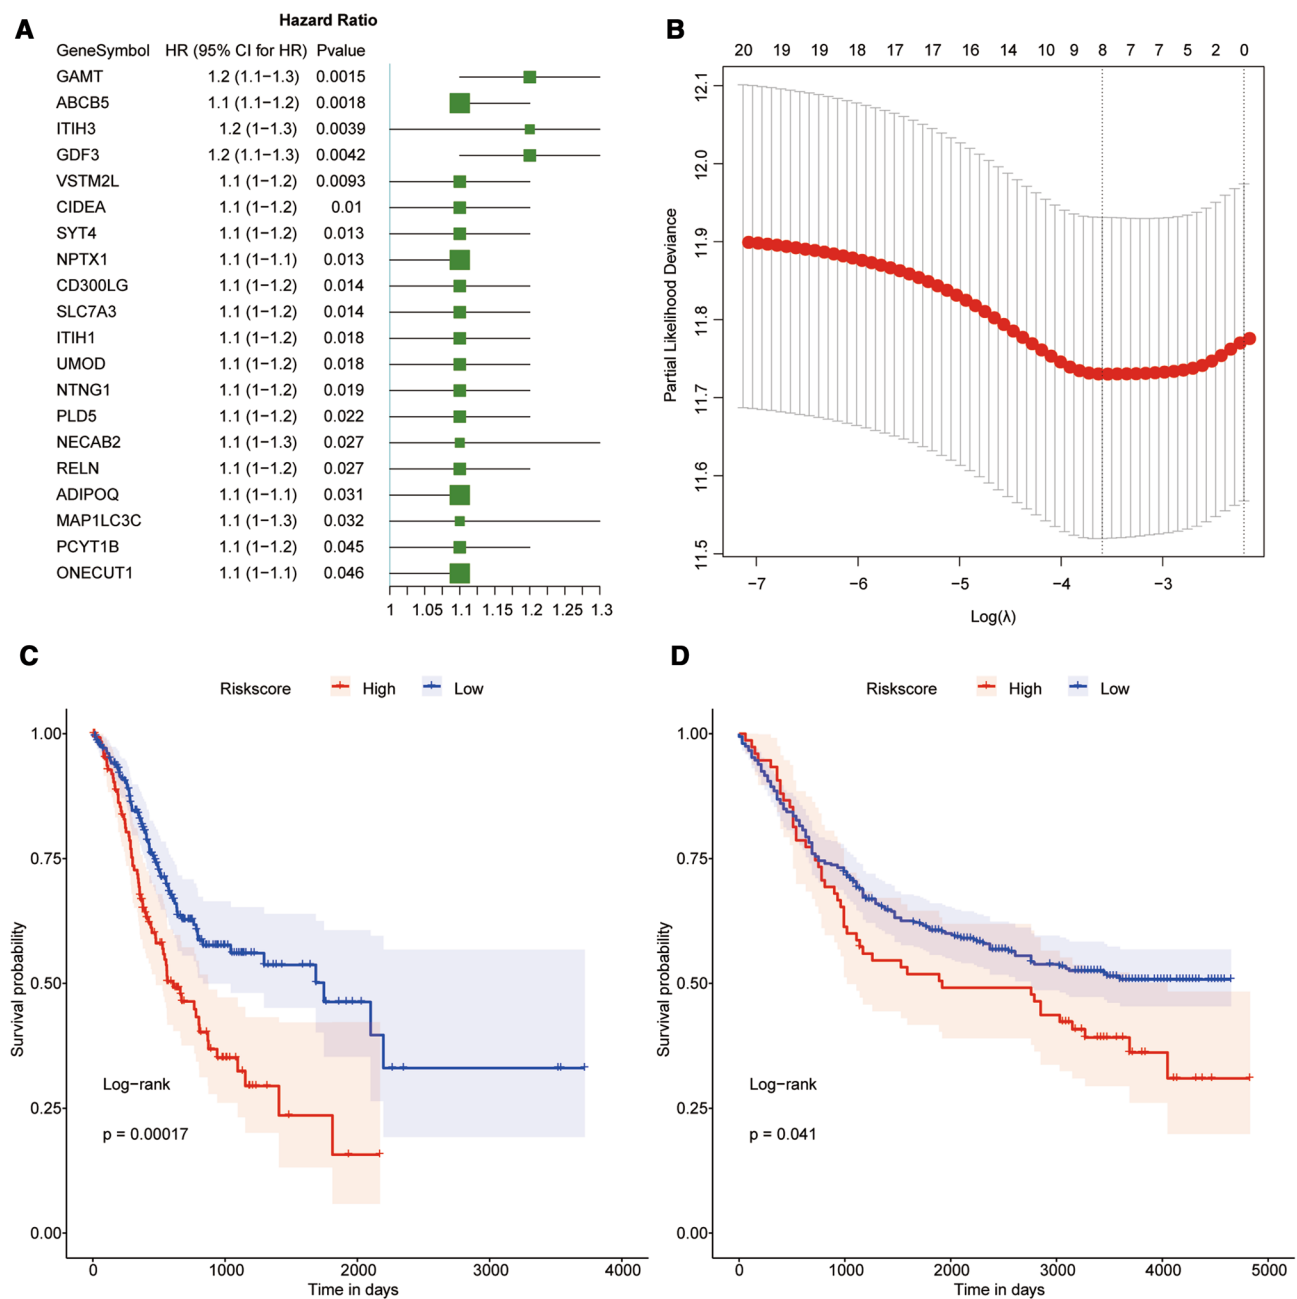 A
Hazard Ratio
GeneSymbol HR (95% CI for HR) Pvalue
GAMT 1.2 (1.1−1.3) 0.0015
ABCB5 1.1 (1.1−1.2) 0.0018
ITIH3 1.2 (1−1.3) 0.0039
GDF3 1.2 (1.1−1.3) 0.0042
VSTM2L 1.1 (1−1.2) 0.0093
CIDEA 1.1 (1−1.2) 0.01
SYT4 1.1 (1−1.2) 0.013
NPTX1 1.1 (1−1.1) 0.013
CD300LG 1.1 (1−1.2) 0.014
SLC7A3 1.1 (1−1.2) 0.014
ITIH1 1.1 (1−1.2) 0.018
UMOD 1.1 (1−1.2) 0.018
NTNG1 1.1 (1−1.2) 0.019
PLD5 1.1 (1−1.2) 0.022
NECAB2 1.1 (1−1.3) 0.027
RELN 1.1 (1−1.2) 0.027
ADIPOQ 1.1 (1−1.1) 0.031
MAP1LC3C 1.1 (1−1.3) 0.032
PCYT1B 1.1 (1−1.2) 0.045
ONECUT1 1.1 (1−1.1) 0.046
1 1.05 1.1 1.15 1.2 1.25 1.3
B
20 19 19 18 17 17 16 14 10 9 8 7 7 5 2 0
Partial Likelihood Deviance
12.1
12.0
11.9
11.8
11.7
11.6
11.5
−7 −6 −5 −4 −3
Log(λ)
C
Riskscore High Low
Survival probability
1.00
0.75
0.50
0.25
0.00
Log−rank
p = 0.00017
0 1000 2000 3000 4000
Time in days
D
Riskscore High Low
Survival probability
1.00
0.75
0.50
0.25
0.00
Log−rank
p = 0.041
0 1000 2000 3000 4000 5000
Time in days